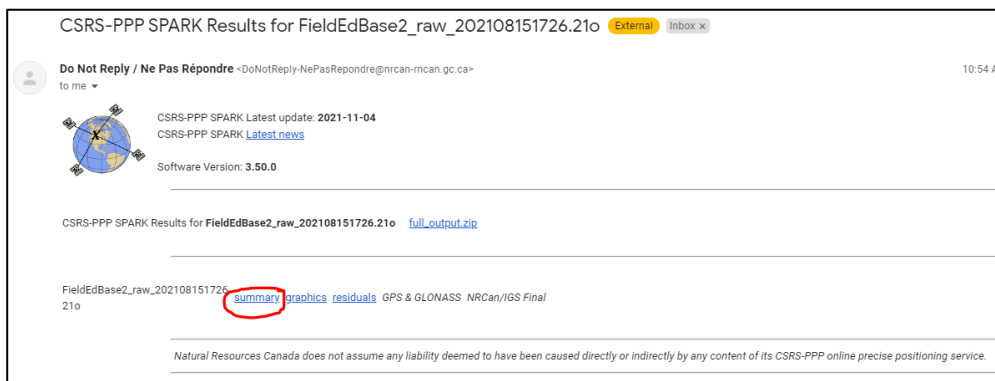 CSRS-PPP SPARK Results for FieldEdBase2_raw_202108151726.21o External Inbox x
Do Not Reply / Ne Pas Répondre <DoNotReply-NePasRepondre@nrcan-rncan.gc.ca> 10:54 A
to me
CSRS-PPP SPARK Latest update: 2021-11-04
CSRS-PPP SPARK Latest news
X
Software Version: 3.50.0
CSRS-PPP SPARK Results for FieldEdBase2_raw_202108151726.21o full_output.zip
FieldEdBase2_raw_202108151726 summary graphics residuals GPS & GLONASS NRCan/IGS Final
21o
Natural Resources Canada does not assume any liability deemed to have been caused directly or indirectly by any content of its CSRS-PPP online precise positioning service.